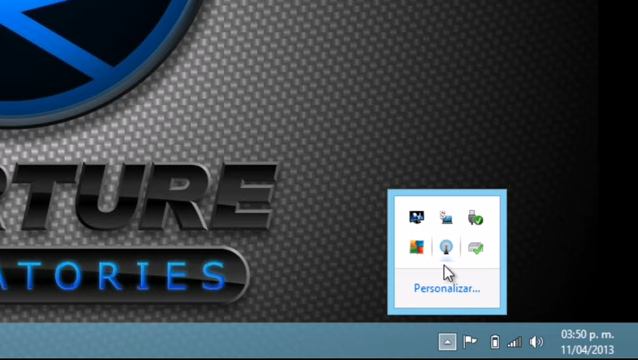 RTURE
ATORIES
Personalizar...
03:50 p. m.
11/04/2013